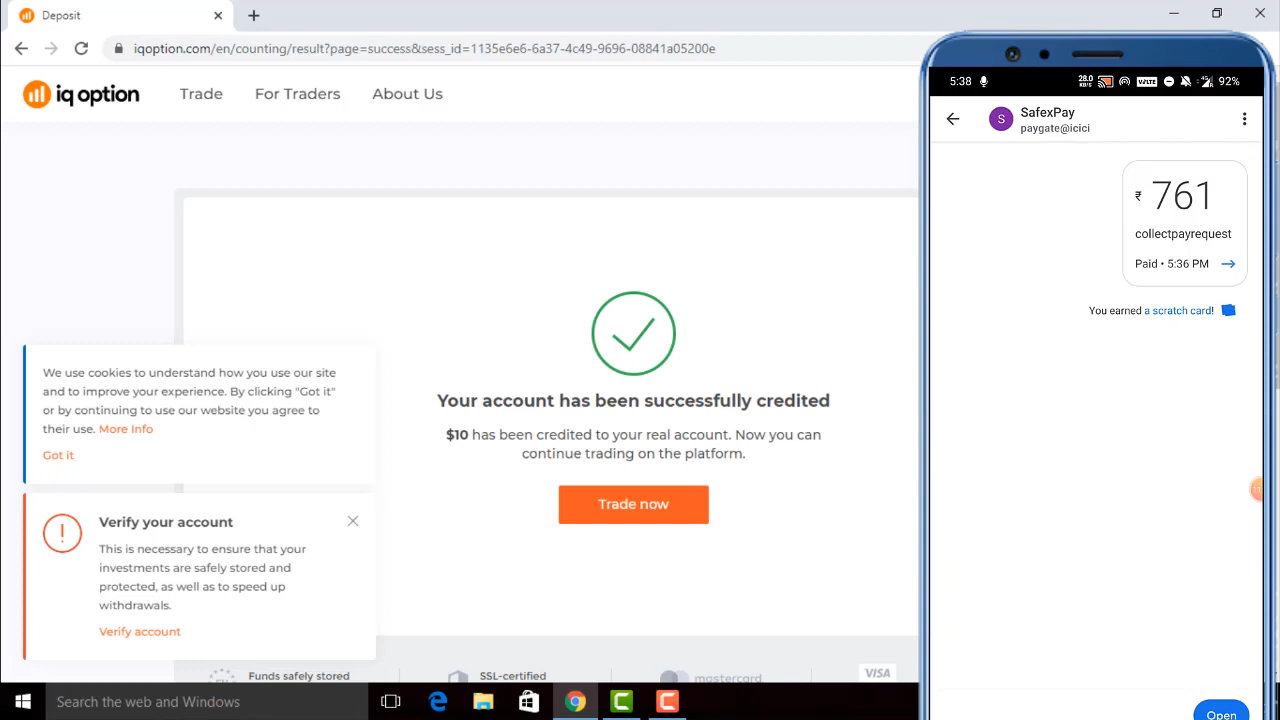 Deposit
iqoption.com/en/counting/result?page=success&sess_id=1135e6e6-6a37-4c49-9696-08841a05200e
iq option
Trade
For Traders
About Us
Your account has been successfully credited
$10 has been credited to your real account. Now you can
continue trading on the platform.
Trade now
We use cookies to understand how you use our site
and to improve your experience. By clicking "Got it"
or by continuing to use our website you agree to
their use. More Info
Got it
Verify your account
This is necessary to ensure that your
investments are safely stored and
protected, as well as to speed up
withdrawals.
Verify account
Funds safely stored
SSL-certified
mastercard
VISA
Search the web and Windows
5:38
28.0
KB/S
VoLTE
4G
92%
S
SafexPay
paygate@icici
₹ 761
collectpayrequest
Paid • 5:36 PM
You earned a scratch card!
Open